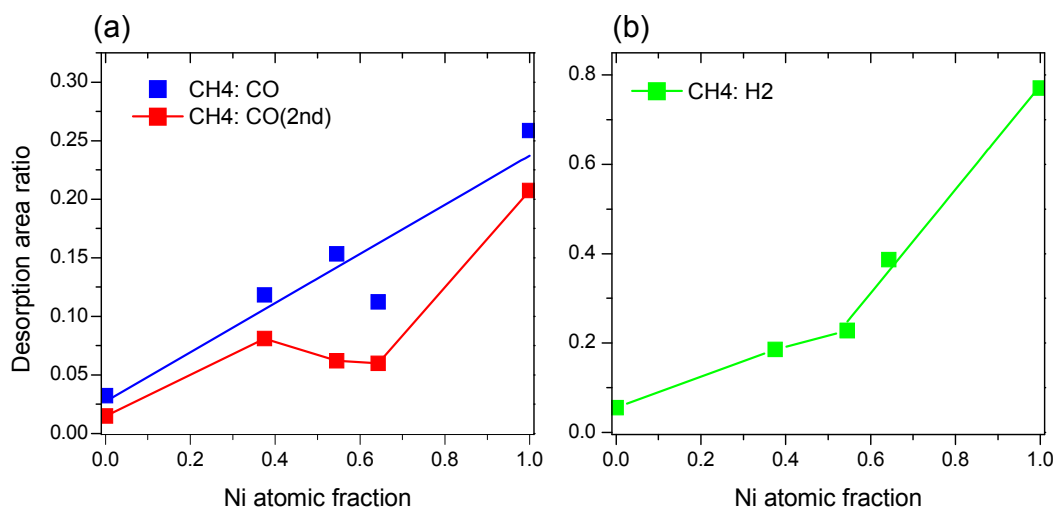 (a)
CH4: CO
CH4: CO(2nd)
Desorption area ratio
0.30
0.25
0.20
0.15
0.10
0.05
0.00
0.0 0.2 0.4 0.6 0.8 1.0
Ni atomic fraction
(b)
CH4: H2
0.8
0.6
0.4
0.2
0.0
0.0 0.2 0.4 0.6 0.8 1.0
Ni atomic fraction